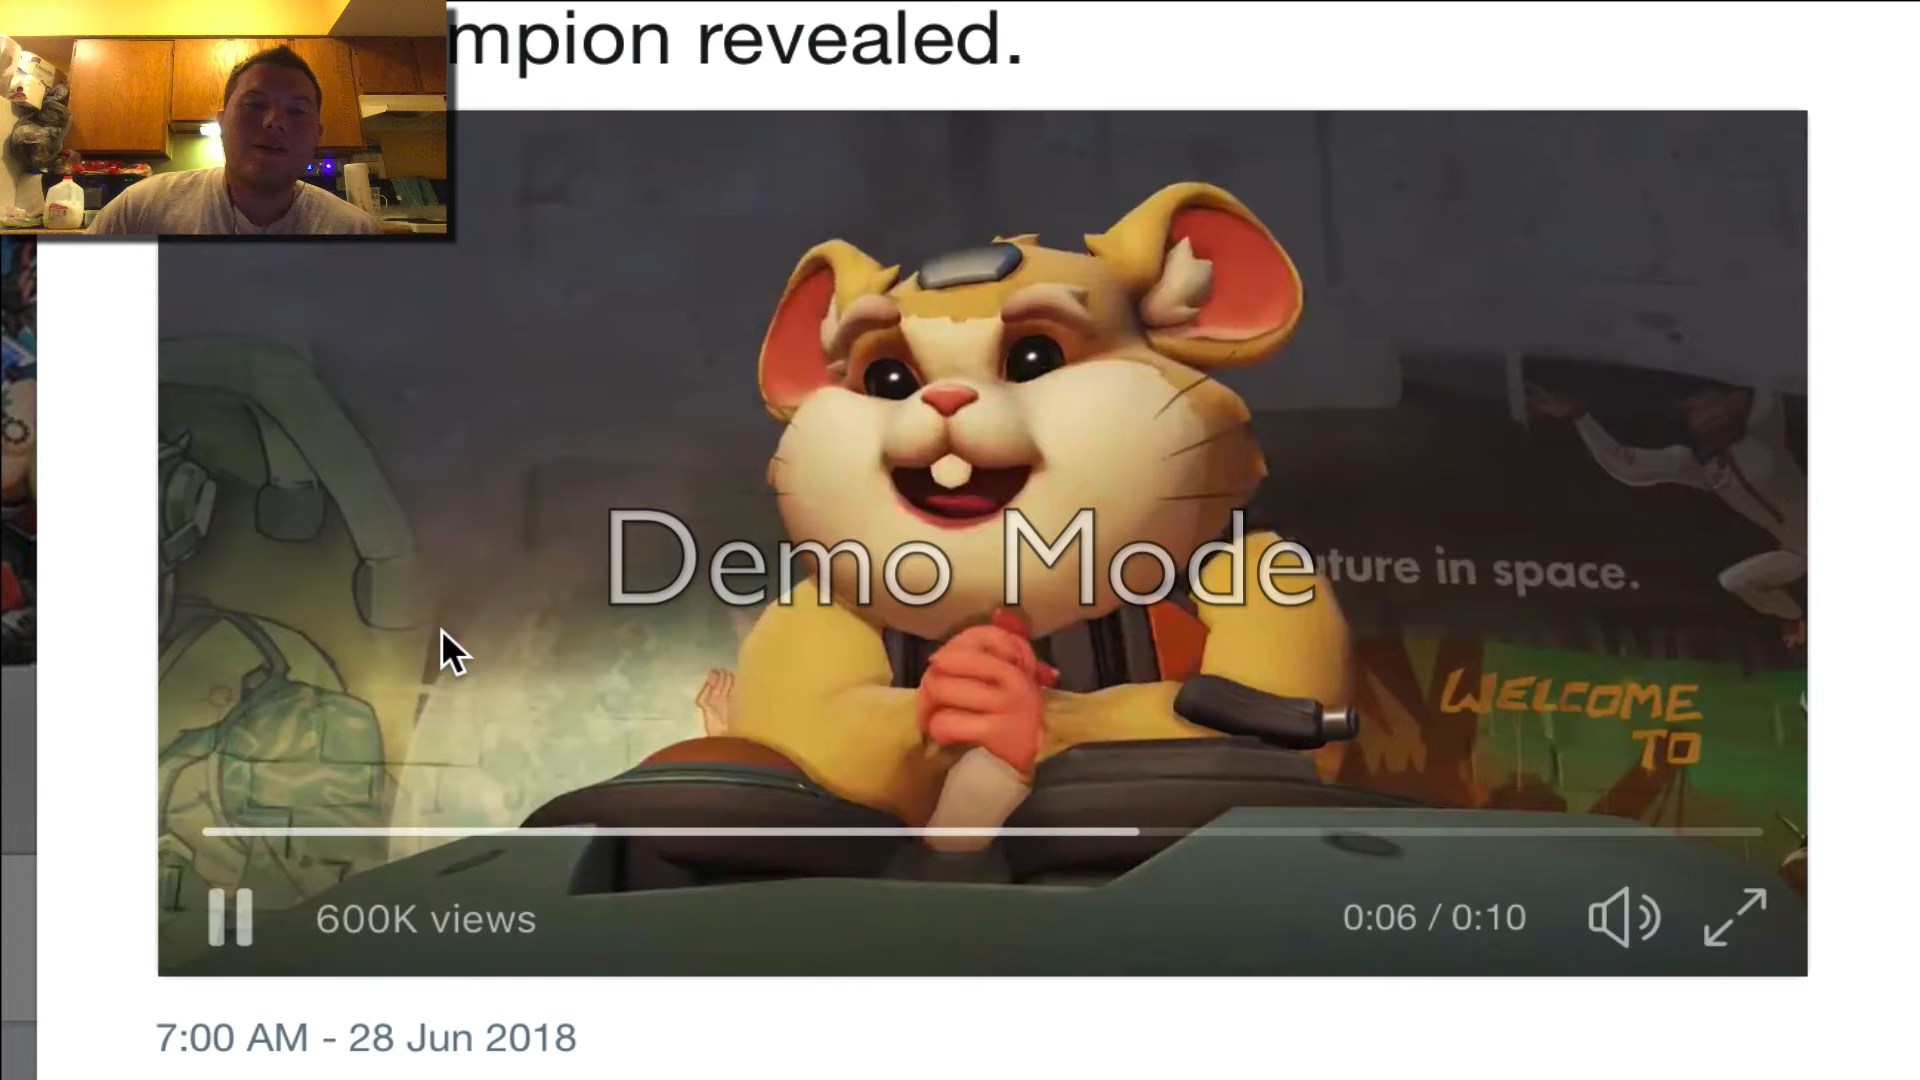 mpion revealed.
Demo Mode
uture in space.
WELCOME
TO
600K views
0:06 / 0:10
7:00 AM - 28 Jun 2018